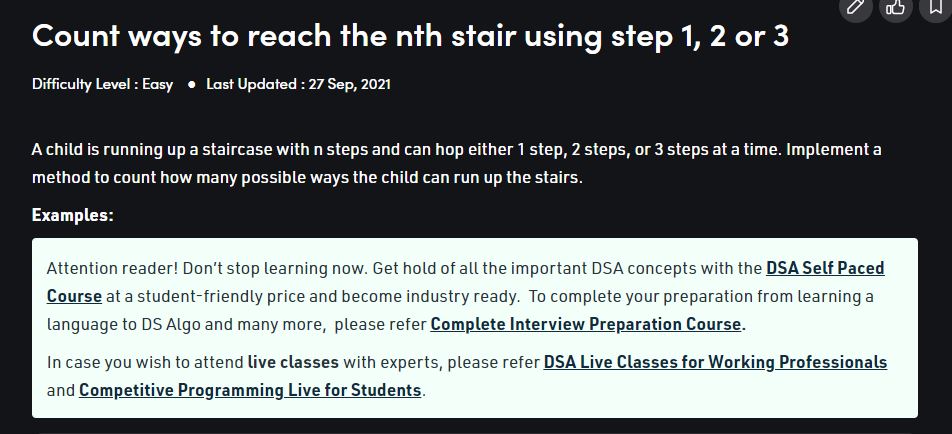 Count ways to reach the nth stair using step 1, 2 or 3
Difficulty Level : Easy ● Last Updated : 27 Sep, 2021
A child is running up a staircase with n steps and can hop either 1 step, 2 steps, or 3 steps at a time. Implement a
method to count how many possible ways the child can run up the stairs.
Examples:
Attention reader! Don’t stop learning now. Get hold of all the important DSA concepts with the DSA Self Paced
Course at a student-friendly price and become industry ready.  To complete your preparation from learning a
language to DS Algo and many more,  please refer Complete Interview Preparation Course.
In case you wish to attend live classes with experts, please refer DSA Live Classes for Working Professionals
and Competitive Programming Live for Students.